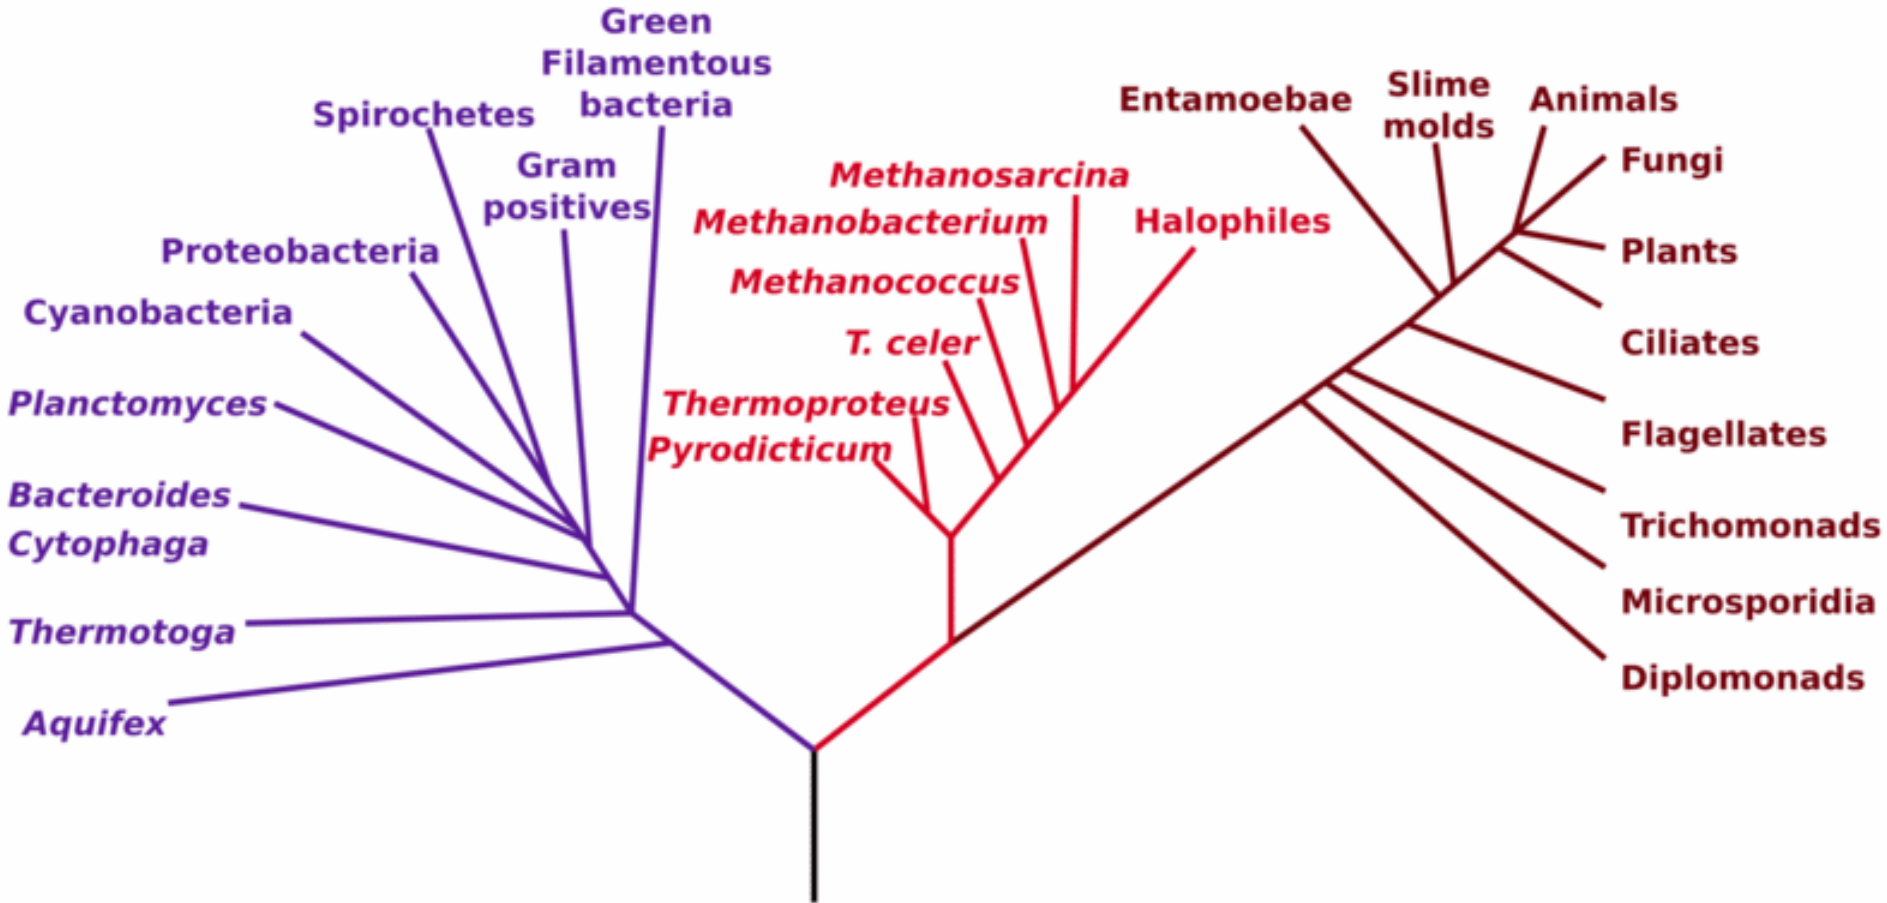 Green
Filamentous
bacteria
Spirochetes
Gram
positives
Proteobacteria
Cyanobacteria
Planctomyces
Bacteroides
Cytophaga
Thermotoga
Aquifex
Methanosarcina
Methanobacterium
Halophiles
Methanococcus
T. celer
Thermoproteus
Pyrodicticum
Entamoebae
Slime
molds
Animals
Fungi
Plants
Ciliates
Flagellates
Trichomonads
Microsporidia
Diplomonads